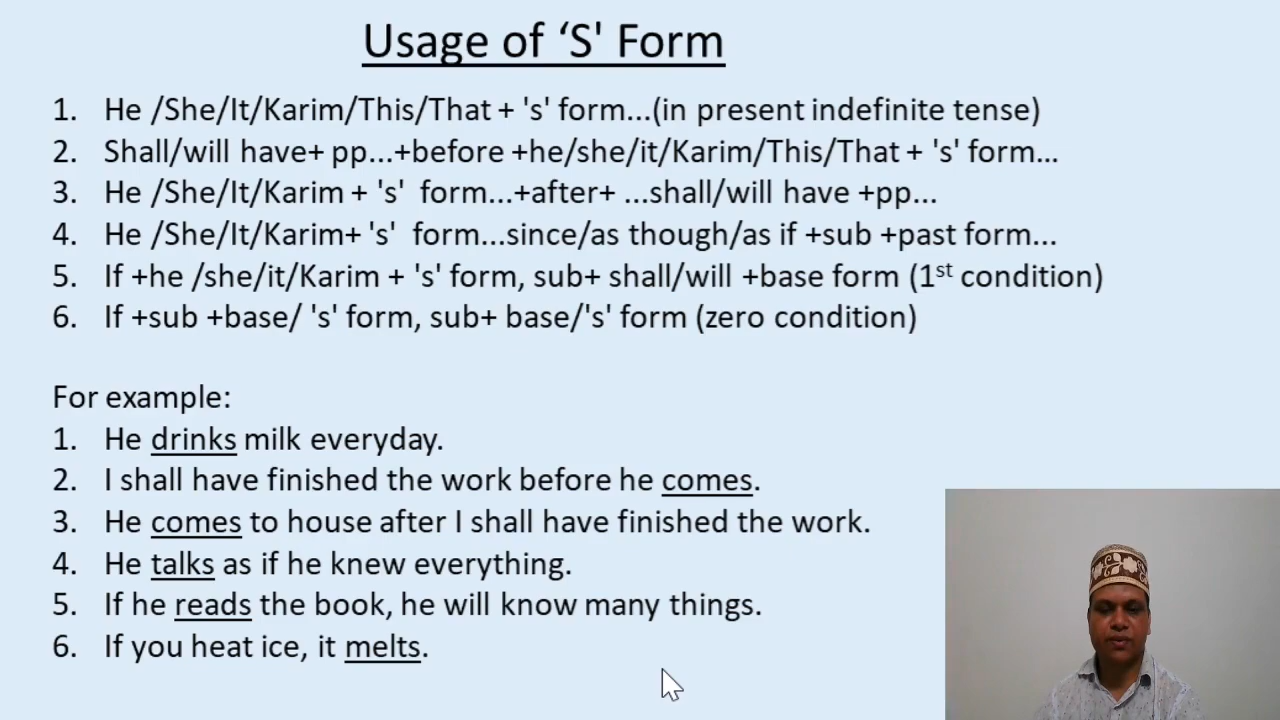 Usage of ‘S' Form
1. He /She/It/Karim/This/That + 's' form...(in present indefinite tense)
2. Shall/will have+ pp...+before +he/she/it/Karim/This/That + 's' form...
3. He /She/It/Karim + 's' form...+after+ ...shall/will have +pp...
4. He /She/It/Karim+ 's' form...since/as though/as if +sub +past form...
5. If +he /she/it/Karim + 's' form, sub+ shall/will +base form (1st condition)
6. If +sub +base/ 's' form, sub+ base/'s' form (zero condition)
For example:
1. He drinks milk everyday.
2. I shall have finished the work before he comes.
3. He comes to house after I shall have finished the work.
4. He talks as if he knew everything.
5. If he reads the book, he will know many things.
6. If you heat ice, it melts.